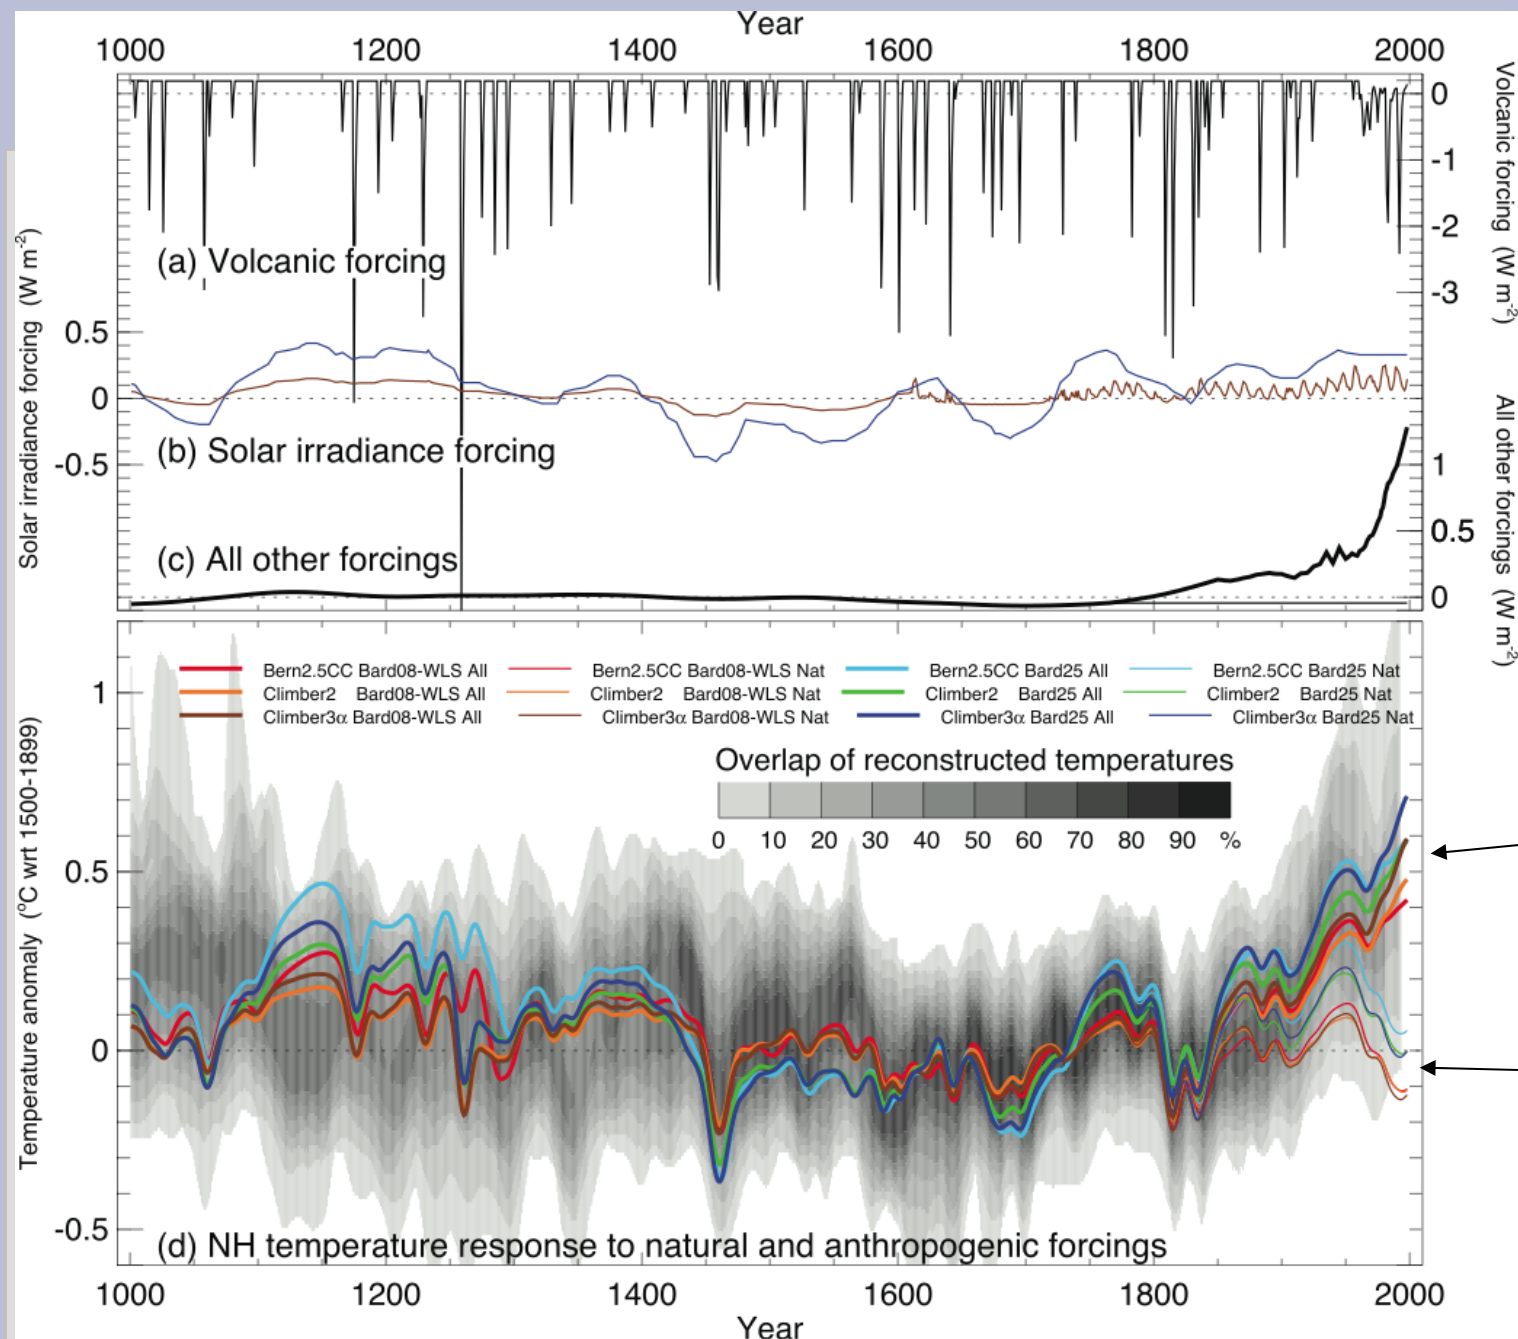 Year
1000 1200 1400 1600 1800 2000
0
-1
-2
-3
Volcanic forcing (W m-2)
(a) Volcanic forcing
Solar irradiance forcing (W m-2)
0.5
0
-0.5
(b) Solar irradiance forcing
All other forcings (W m-2)
1
0.5
0
(c) All other forcings
Bern2.5CC Bard08-WLS All Bern2.5CC Bard08-WLS Nat Bern2.5CC Bard25 All Bern2.5CC Bard25 Nat
Climber2 Bard08-WLS All Climber2 Bard08-WLS Nat Climber2 Bard25 All Climber2 Bard25 Nat
Climber3α Bard08-WLS All Climber3α Bard08-WLS Nat Climber3α Bard25 All Climber3α Bard25 Nat
Overlap of reconstructed temperatures
0 10 20 30 40 50 60 70 80 90 %
Temperature anomaly (°C wrt 1500-1899)
1
0.5
0
-0.5
(d) NH temperature response to natural and anthropogenic forcings
1000 1200 1400 1600 1800 2000
Year